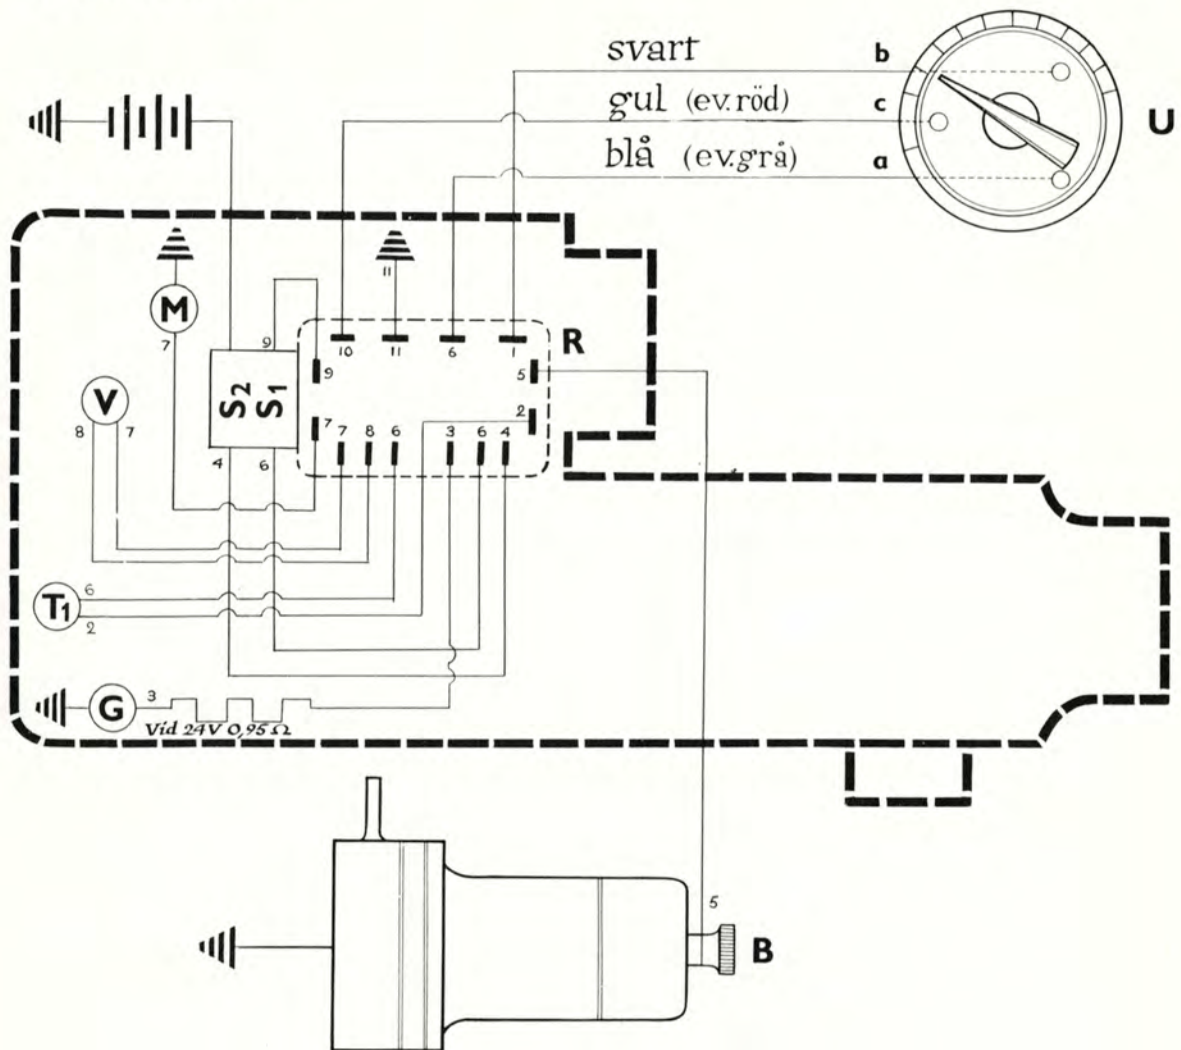 svart b
gul (ev. röd) c U
blå (ev. grå) a
11
M
7 9 10 11 6 1 R
9 5
V S2 S1
8 7 7 7 8 6 3 6 4 2
4 6
T1 6
2
G 3
Vid 24V 0,95 Ω
5
B